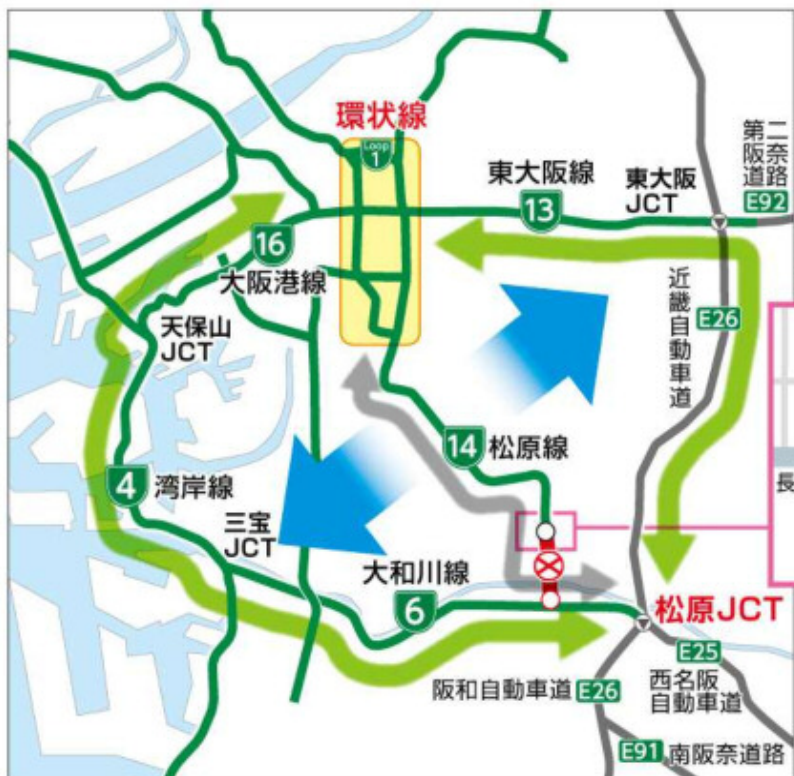 環状線
Loop
1
東大阪線
13
東大阪
JCT
第二阪奈道路
E92
16
大阪港線
天保山
JCT
近畿自動車道
E26
14
松原線
4
湾岸線
三宝
JCT
大和川線
6
松原JCT
長
E25
西名阪
自動車道
阪和自動車道
E26
E91
南阪奈道路